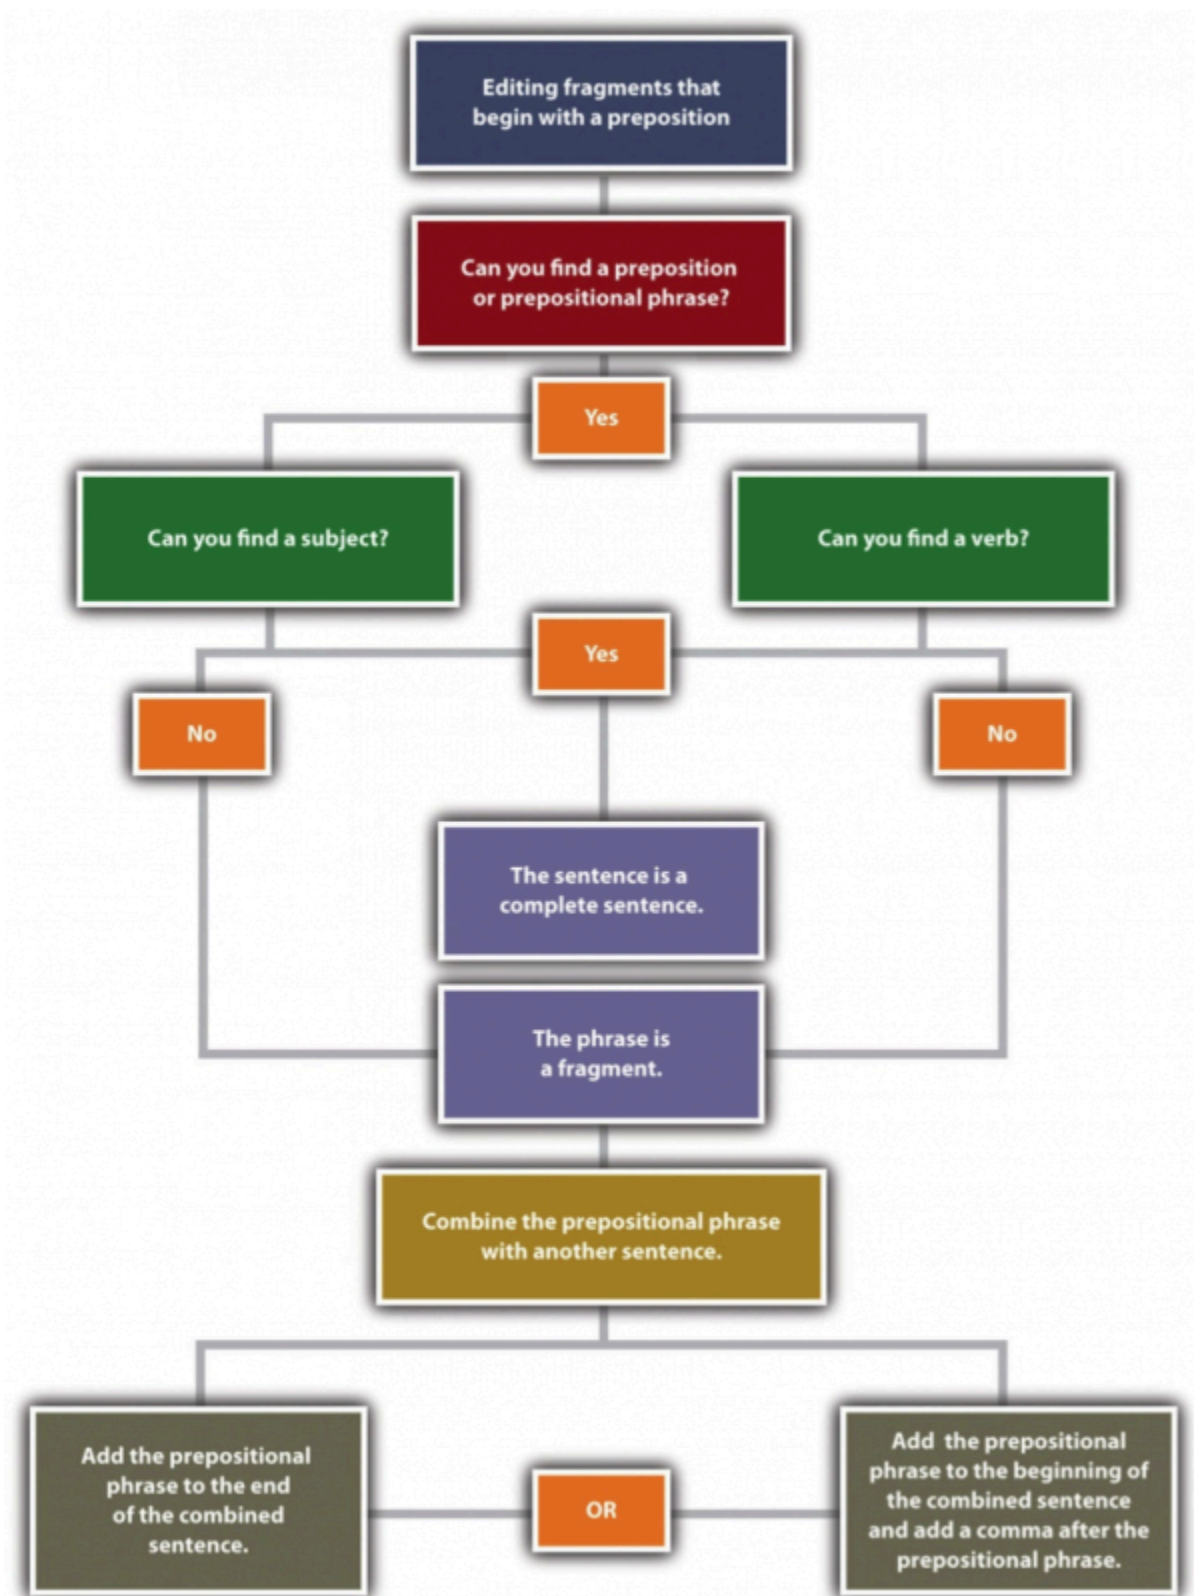 Editing fragments that
begin with a preposition
Can you find a preposition
or prepositional phrase?
Yes
Can you find a subject?
Can you find a verb?
Yes
No
No
The sentence is a
complete sentence.
The phrase is
a fragment.
Combine the prepositional phrase
with another sentence.
Add the prepositional
phrase to the end
of the combined
sentence.
OR
Add the prepositional
phrase to the beginning of
the combined sentence
and add a comma after the
prepositional phrase.